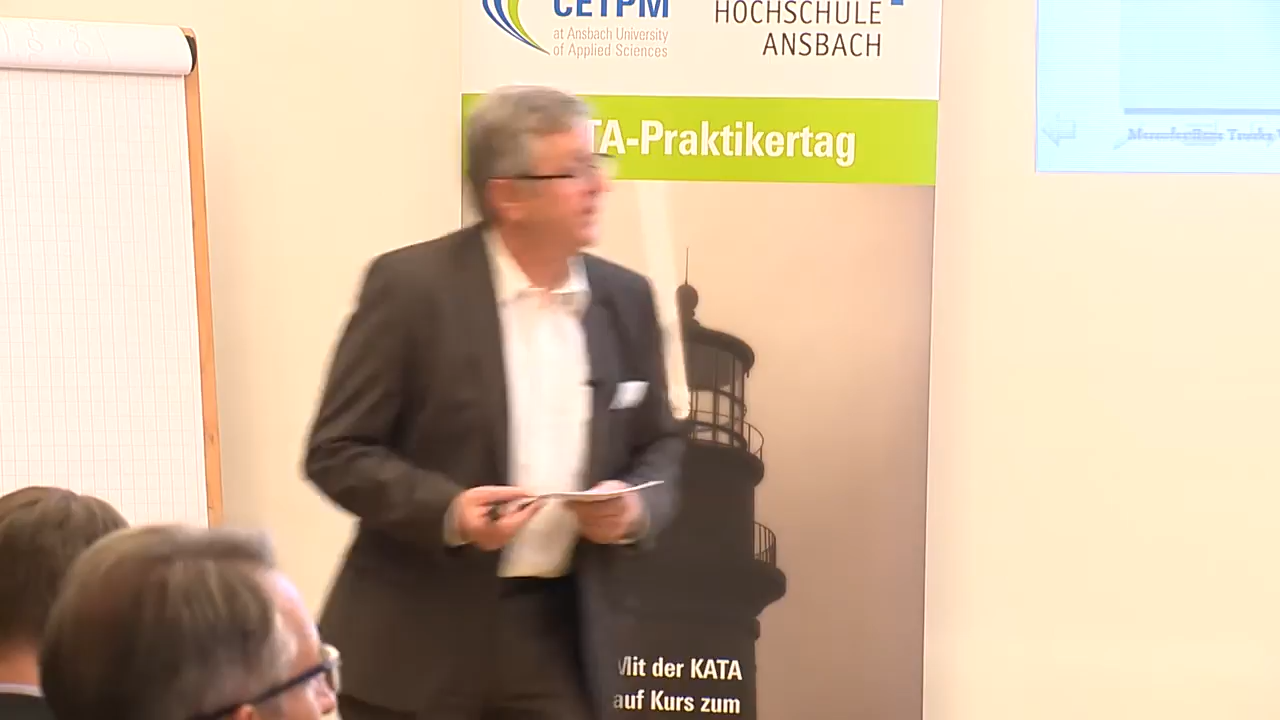 CETPM
at Ansbach University
of Applied Sciences
HOCHSCHULE
ANSBACH
TA-Praktikertag
Mit der KATA
auf Kurs zum